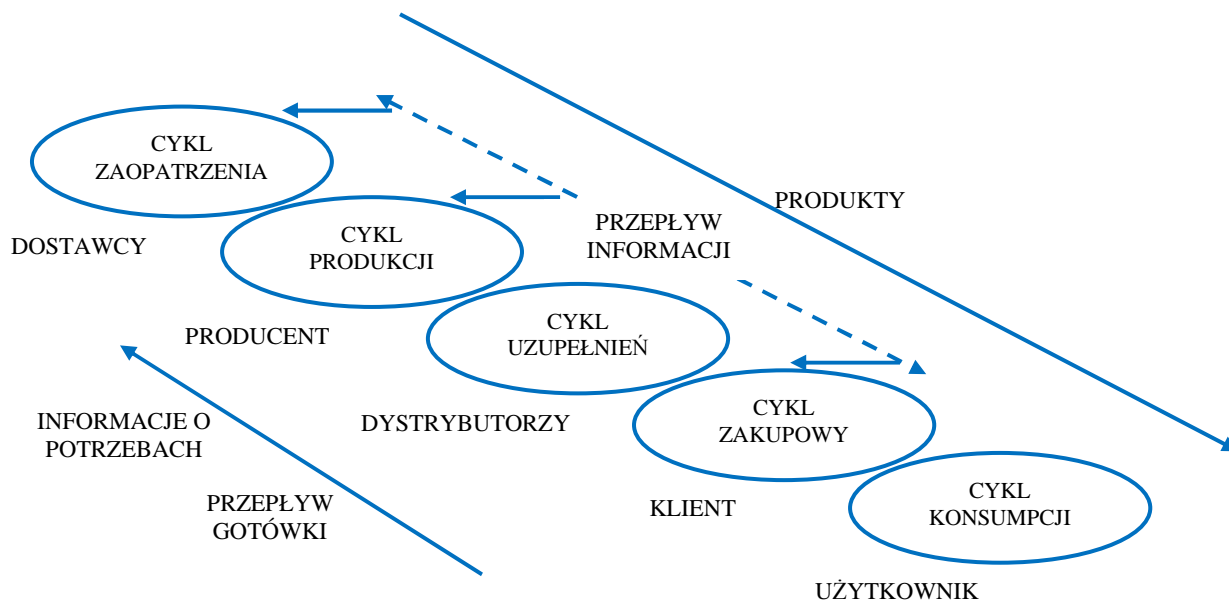 CYKL
ZAOPATRZENIA
DOSTAWCY
CYKL
PRODUKCJI
PRODUCENT
PRZEPŁYW
INFORMACJI
PRODUKTY
CYKL
UZUPEŁNIEŃ
DYSTRYBUTORZY
INFORMACJE O
POTRZEBACH
PRZEPŁYW
GOTÓWKI
CYKL
ZAKUPOWY
KLIENT
CYKL
KONSUMPCJI
UŻYTKOWNIK